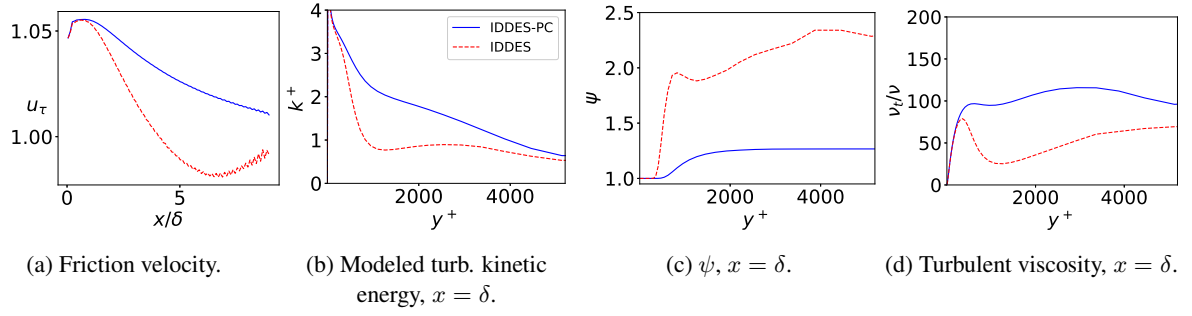 1.05
u_τ
1.00
0
5
x/δ
4
3
2
1
0
k^+
2000
4000
y^+
IDDES-PC
IDDES
2.5
2.0
1.5
1.0
ψ
2000
4000
y^+
200
150
100
50
0
ν_t/ν
2000
4000
y^+
(a) Friction velocity.
(b) Modeled turb. kinetic
energy, x = δ.
(c) ψ, x = δ.
(d) Turbulent viscosity, x = δ.